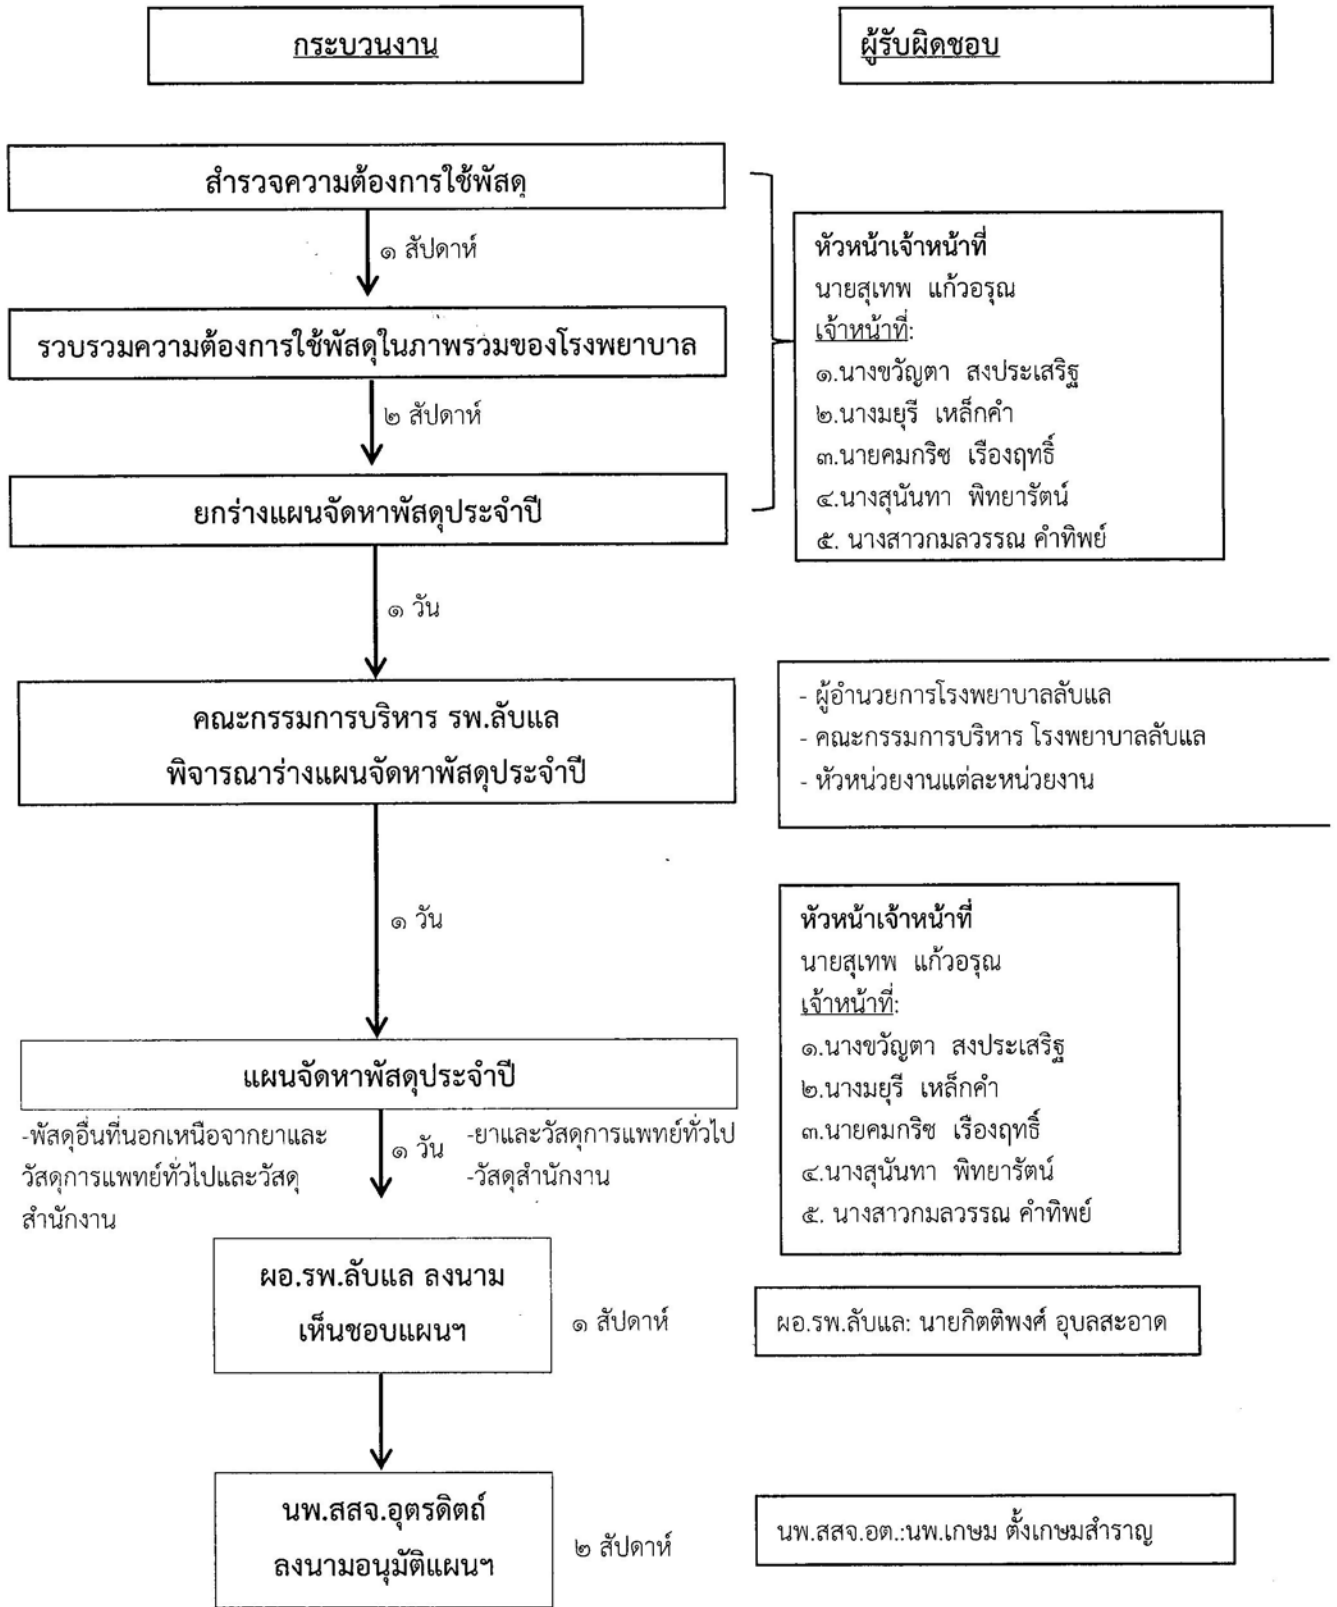 กระบวนงาน
ผู้รับผิดชอบ
สำรวจความต้องการใช้พัสดุ
๑ สัปดาห์
รวบรวมความต้องการใช้พัสดุในภาพรวมของโรงพยาบาล
๒ สัปดาห์
ยกร่างแผนจัดหาพัสดุประจำปี
หัวหน้าเจ้าหน้าที่
นายสุเทพ แก้วอรุณ
เจ้าหน้าที่:
๑.นางขวัญตา สงประเสริฐ
๒.นางมยุรี เหล็กคำ
๓.นายคมกริช เรืองฤทธิ์
๔.นางสุนันทา พิทยารัตน์
๕. นางสาวกมลวรรณ คำทิพย์
๑ วัน
คณะกรรมการบริหาร รพ.ลับแล
พิจารณาร่างแผนจัดหาพัสดุประจำปี
- ผู้อำนวยการโรงพยาบาลลับแล
- คณะกรรมการบริหาร โรงพยาบาลลับแล
- หัวหน่วยงานแต่ละหน่วยงาน
๑ วัน
แผนจัดหาพัสดุประจำปี
หัวหน้าเจ้าหน้าที่
นายสุเทพ แก้วอรุณ
เจ้าหน้าที่:
๑.นางขวัญตา สงประเสริฐ
๒.นางมยุรี เหล็กคำ
๓.นายคมกริช เรืองฤทธิ์
๔.นางสุนันทา พิทยารัตน์
๕. นางสาวกมลวรรณ คำทิพย์
-พัสดุอื่นที่นอกเหนือจากยาและ
วัสดุการแพทย์ทั่วไปและวัสดุ
สำนักงาน
๑ วัน
-ยาและวัสดุการแพทย์ทั่วไป
-วัสดุสำนักงาน
ผอ.รพ.ลับแล ลงนาม
เห็นชอบแผนฯ
๑ สัปดาห์
ผอ.รพ.ลับแล: นายกิตติพงศ์ อุบลสะอาด
นพ.สสจ.อุตรดิตถ์
ลงนามอนุมัติแผนฯ
๒ สัปดาห์
นพ.สสจ.อต.:นพ.เกษม ตั้งเกษมสำราญ